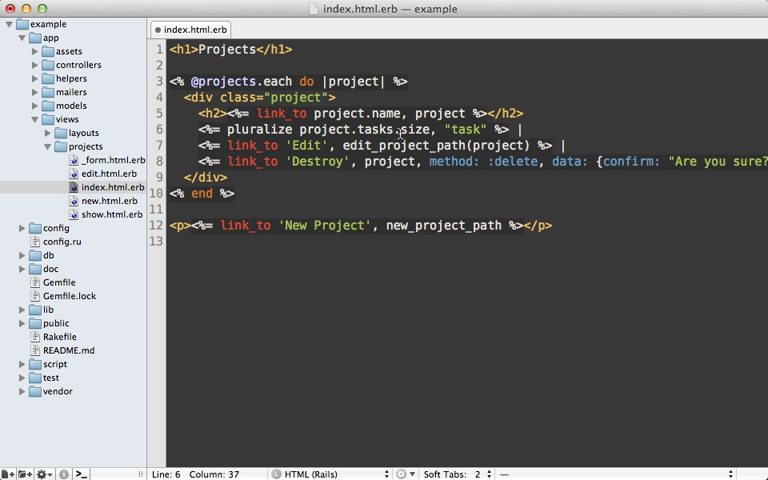 index.html.erb — example
example
app
assets
controllers
helpers
mailers
models
views
layouts
projects
_form.html.erb
edit.html.erb
index.html.erb
new.html.erb
show.html.erb
config
config.ru
db
doc
Gemfile
Gemfile.lock
lib
public
Rakefile
README.md
script
test
vendor
index.html.erb
1 <h1>Projects</h1>
2
3 <% @projects.each do |project| %>
4 <div class="project">
5 <h2><%= link_to project.name, project %></h2>
6 <%= pluralize project.tasks.size, "task" %> |
7 <%= link_to 'Edit', edit_project_path(project) %> |
8 <%= link_to 'Destroy', project, method: :delete, data: {confirm: "Are you sure?
9 </div>
10 <% end %>
11
12 <p><%= link_to 'New Project', new_project_path %></p>
13
Line: 6 Column: 37 HTML (Rails) Soft Tabs: 2 —